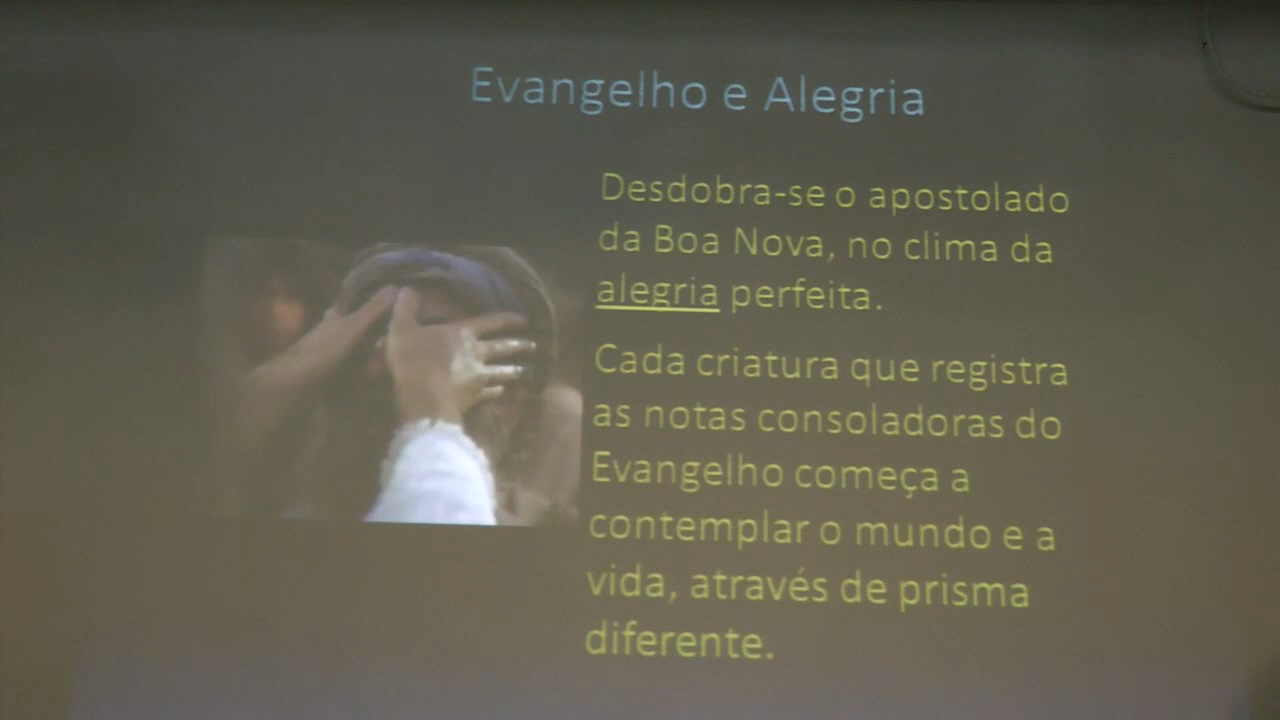 Evangelho e Alegria
Desdobra-se o apostolado
da Boa Nova, no clima da
alegria perfeita.
Cada criatura que registra
as notas consoladoras do
Evangelho começa a
contemplar o mundo e a
vida, através de prisma
diferente.